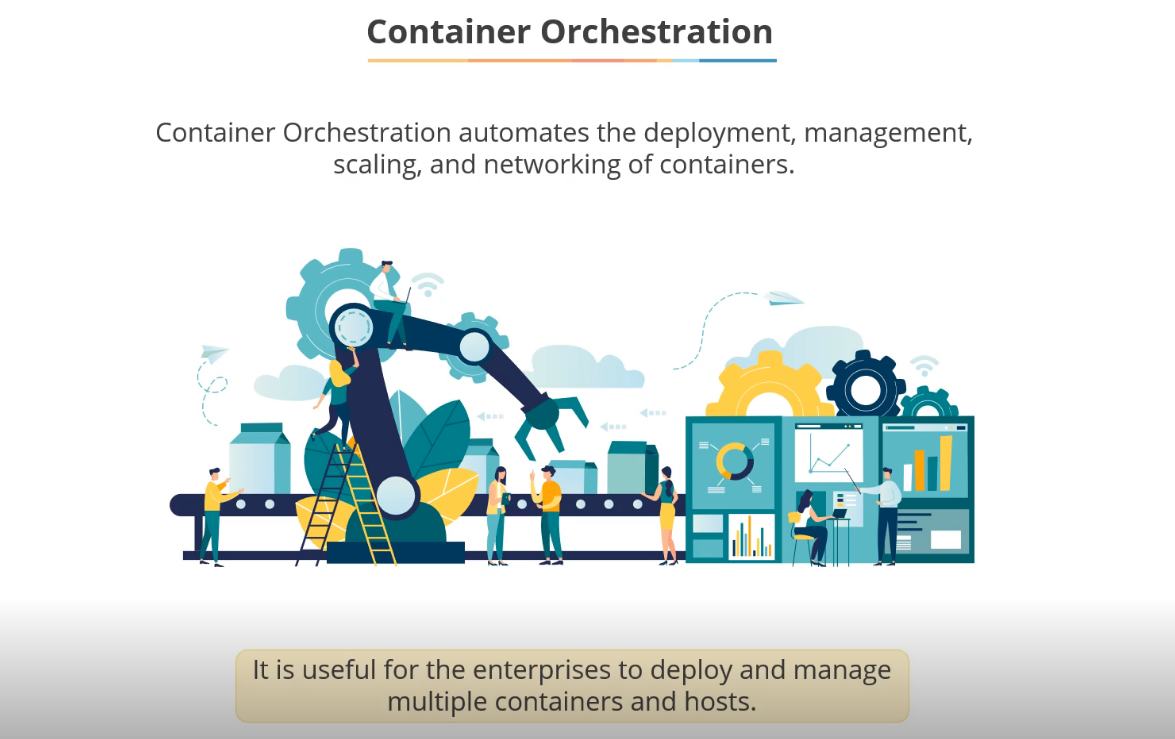 Container Orchestration
Container Orchestration automates the deployment, management,
scaling, and networking of containers.
It is useful for the enterprises to deploy and manage
multiple containers and hosts.